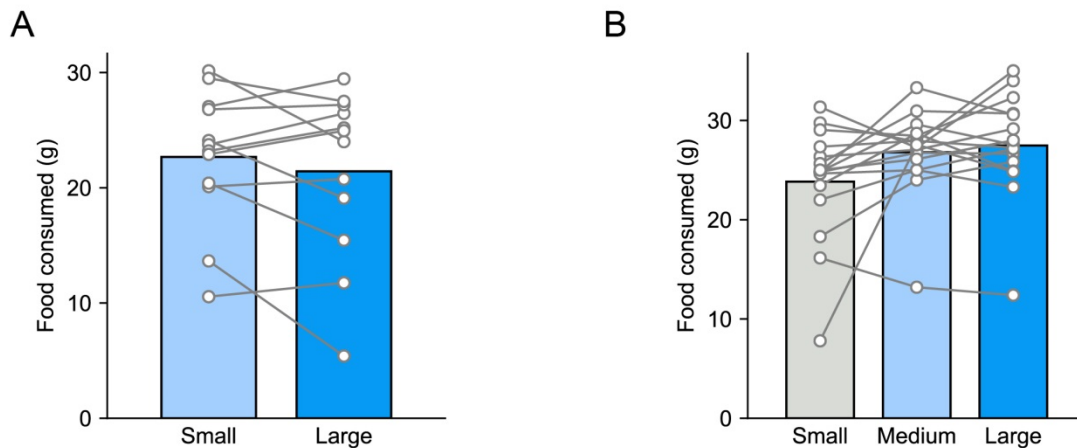 A
Food consumed (g)
30
20
10
0
Small Large
B
Food consumed (g)
30
20
10
0
Small Medium Large